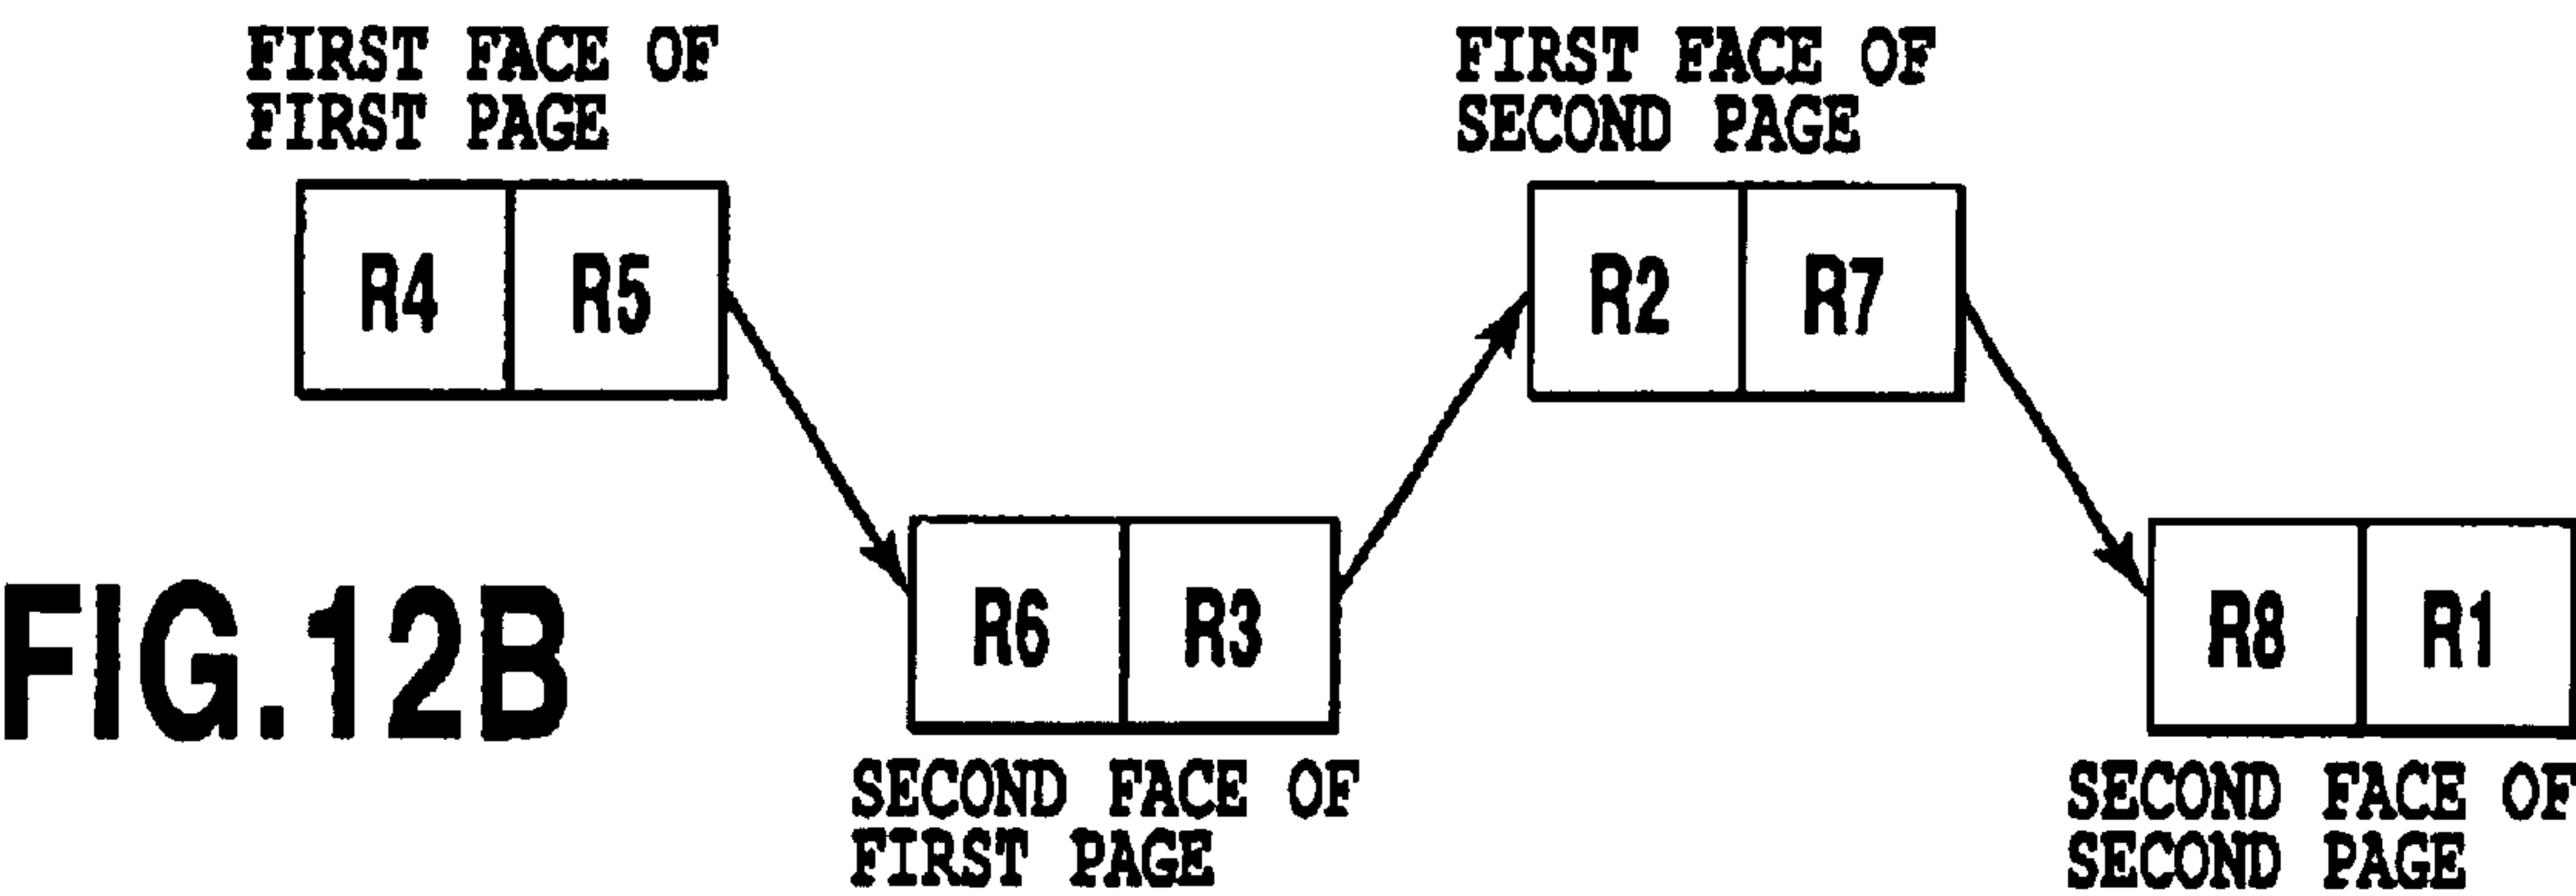 FIRST FACE OF
FIRST PAGE
FIRST FACE OF
SECOND PAGE
R4 R5
R2 R7
R6 R3
R8 R1
FIG.12B
SECOND FACE OF
FIRST PAGE
SECOND FACE OF
SECOND PAGE